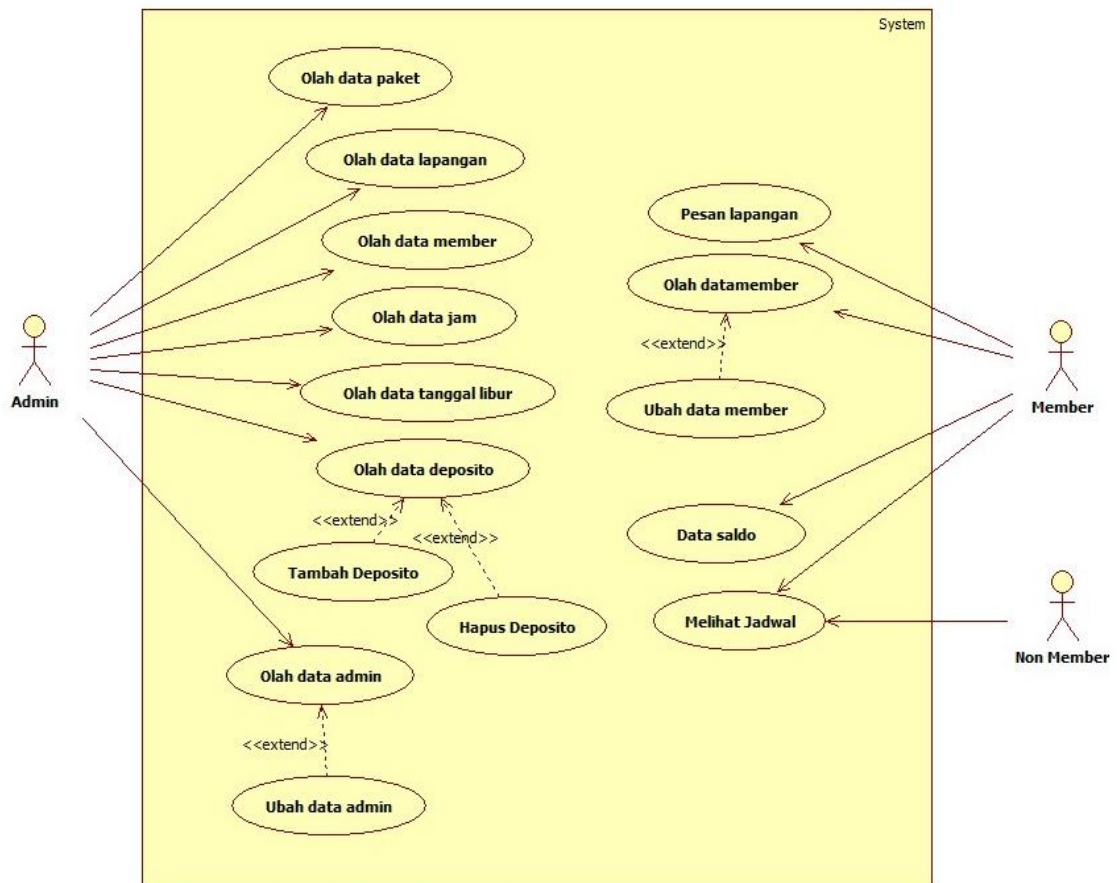 System
Olah data paket
Olah data lapangan
Pesan lapangan
Olah data member
Olah datamember
Olah data jam
<<extend>>
Admin
Member
Olah data tanggal libur
Ubah data member
Olah data deposito
<<extend>>
<<extend>>
Data saldo
Tambah Deposito
Hapus Deposito
Melihat Jadwal
Non Member
Olah data admin
<<extend>>
Ubah data admin